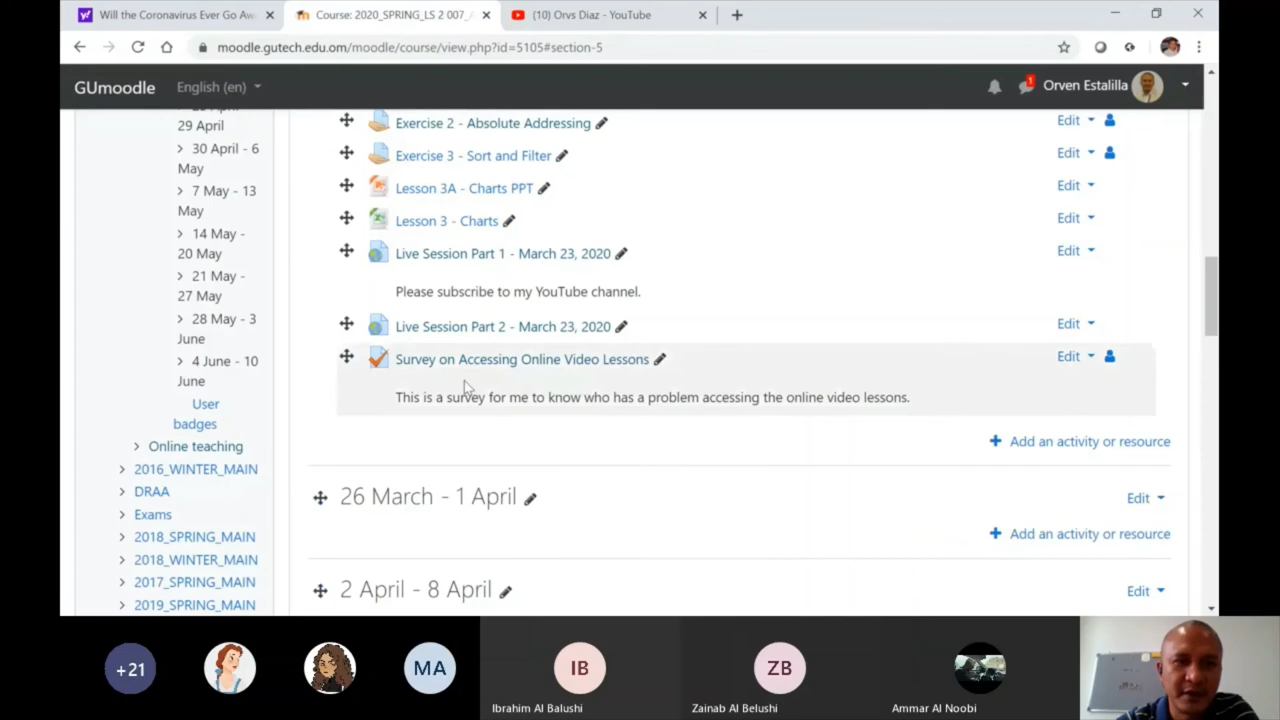 Will the Coronavirus Ever Go Aw
Course: 2020_SPRING_LS 2 007_
(10) Orvs Diaz - YouTube
moodle.gutech.edu.om/moodle/course/view.php?id=5105#section-5
GUmoodle
English (en)
1
Orven Estalilla
29 April
30 April - 6
May
7 May - 13
May
14 May -
20 May
21 May -
27 May
28 May - 3
June
4 June - 10
June
User
badges
Online teaching
2016_WINTER_MAIN
DRAA
Exams
2018_SPRING_MAIN
2018_WINTER_MAIN
2017_SPRING_MAIN
2019_SPRING_MAIN
Exercise 2 - Absolute Addressing
Edit
Exercise 3 - Sort and Filter
Edit
Lesson 3A - Charts PPT
Edit
Lesson 3 - Charts
Edit
Live Session Part 1 - March 23, 2020
Edit
Please subscribe to my YouTube channel.
Live Session Part 2 - March 23, 2020
Edit
Survey on Accessing Online Video Lessons
Edit
This is a survey for me to know who has a problem accessing the online video lessons.
Add an activity or resource
26 March - 1 April
Edit
Add an activity or resource
2 April - 8 April
Edit
+21
MA
IB
ZB
Ibrahim Al Balushi
Zainab Al Belushi
Ammar Al Noobi